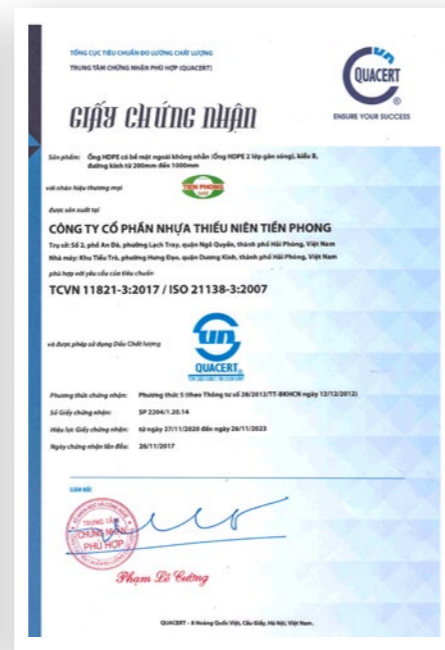 TỔNG CỤC TIÊU CHUẨN ĐO LƯỜNG CHẤT LƯỢNG
TRUNG TÂM CHỨNG NHẬN PHÙ HỢP (QUACERT)
QUACERT
®
ENSURE YOUR SUCCESS
GIẤY CHỨNG NHẬN
Sản phẩm: Ống HDPE có bề mặt ngoài không nhẵn (Ống HDPE 2 lớp gân sóng), kiểu B,
đường kính từ 200mm đến 1000mm
với nhãn hiệu thương mại
TIEN PHONG
được sản xuất tại
CÔNG TY CỔ PHẦN NHỰA THIẾU NIÊN TIỀN PHONG
Trụ sở: Số 2, phố An Đà, phường Lạch Tray, quận Ngô Quyền, thành phố Hải Phòng, Việt Nam
Nhà máy: Khu Tiểu Trà, phường Hưng Đạo, quận Dương Kinh, thành phố Hải Phòng, Việt Nam
phù hợp với yêu cầu của tiêu chuẩn
TCVN 11821-3:2017 / ISO 21138-3:2007
và được phép sử dụng Dấu Chất lượng
QUACERT
Phương thức chứng nhận: Phương thức 5 (theo Thông tư số 28/2012/TT-BKHCN ngày 12/12/2012)
Số Giấy chứng nhận: SP 2204/1.20.14
Hiệu lực Giấy chứng nhận: từ ngày 27/11/2020 đến ngày 26/11/2023
Ngày chứng nhận lần đầu: 26/11/2017
GIÁM ĐỐC
TRUNG TÂM
CHỨNG NHẬN
PHÙ HỢP
Phạm Lê Cường
QUACERT - 8 Hoàng Quốc Việt, Cầu Giấy, Hà Nội, Việt Nam.